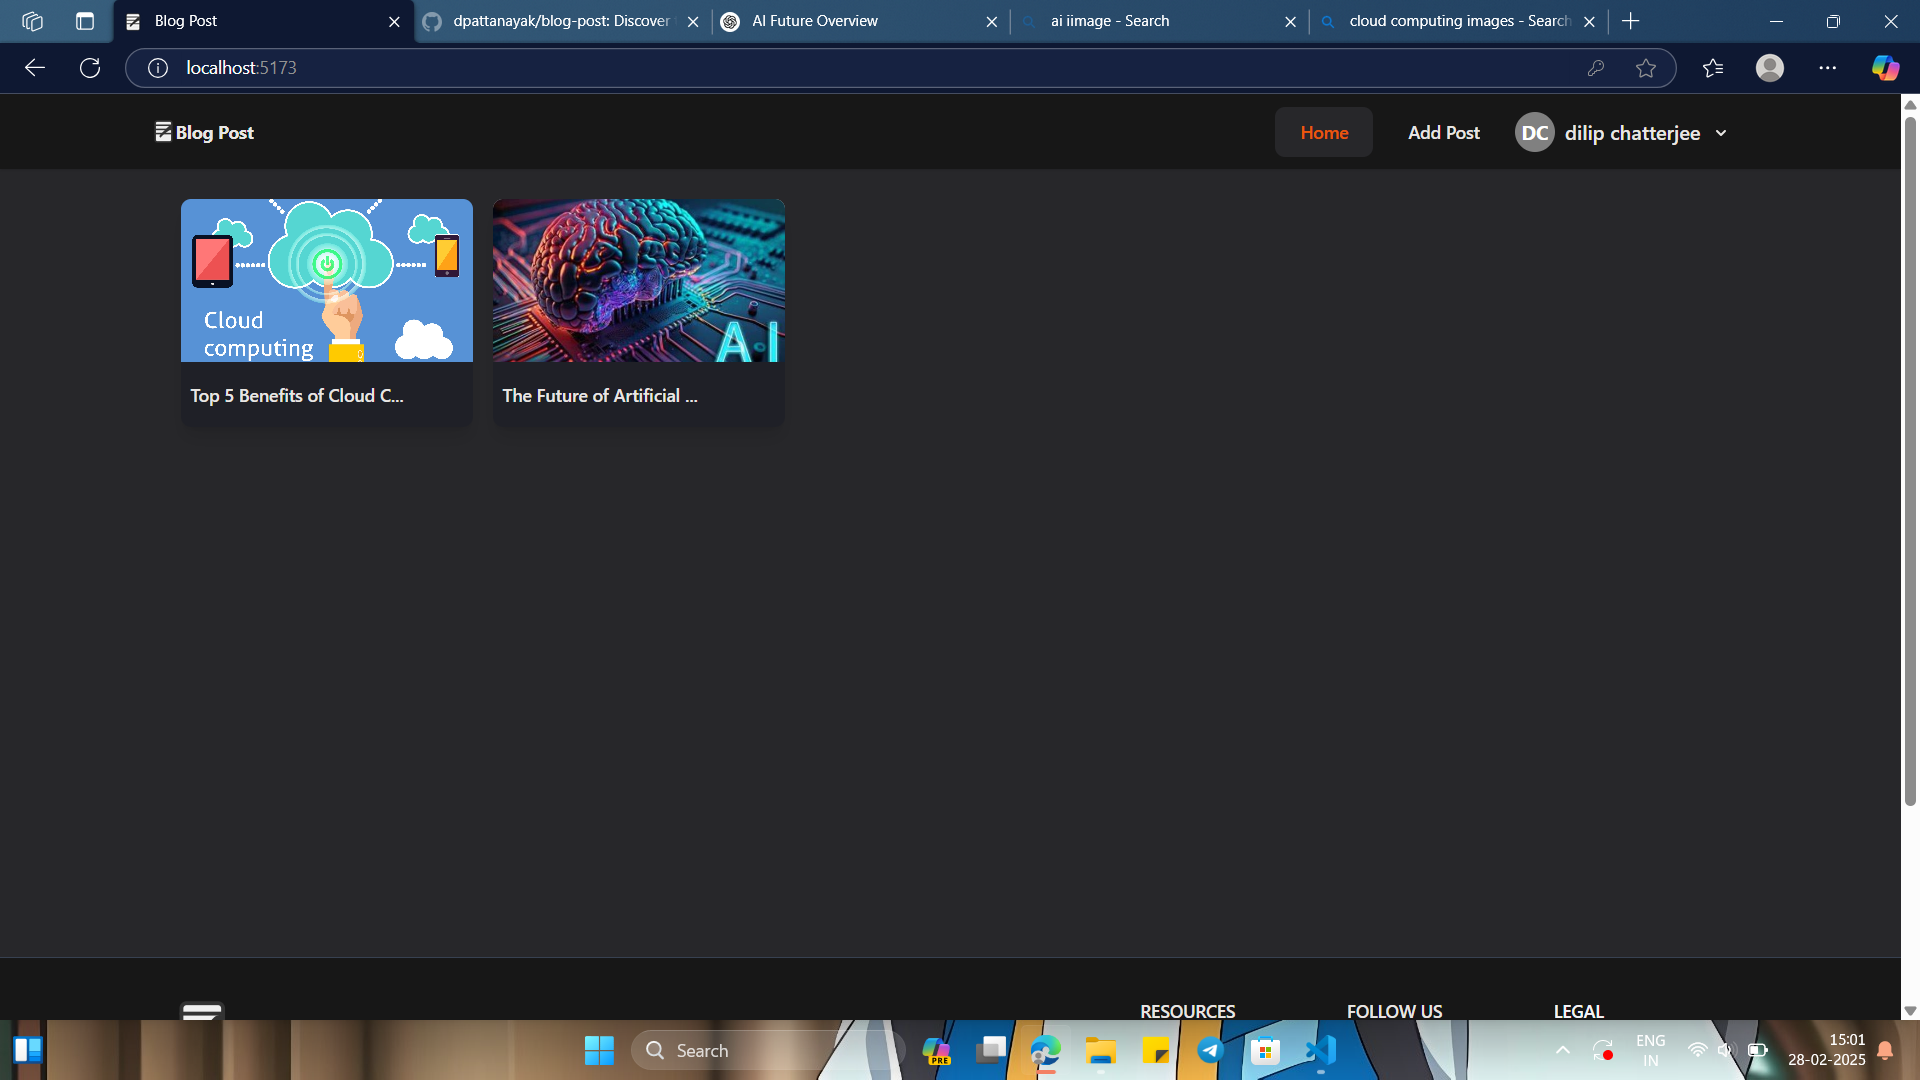 Blog Post
dpattanayak/blog-post: Discover
AI Future Overview
ai iimage - Search
cloud computing images - Search
localhost:5173
Blog Post
Home
Add Post
DC
dilip chatterjee
Cloud
computing
AI
Top 5 Benefits of Cloud C...
The Future of Artificial ...
RESOURCES
FOLLOW US
LEGAL
Search
PRE
ENG
IN
15:01
28-02-2025